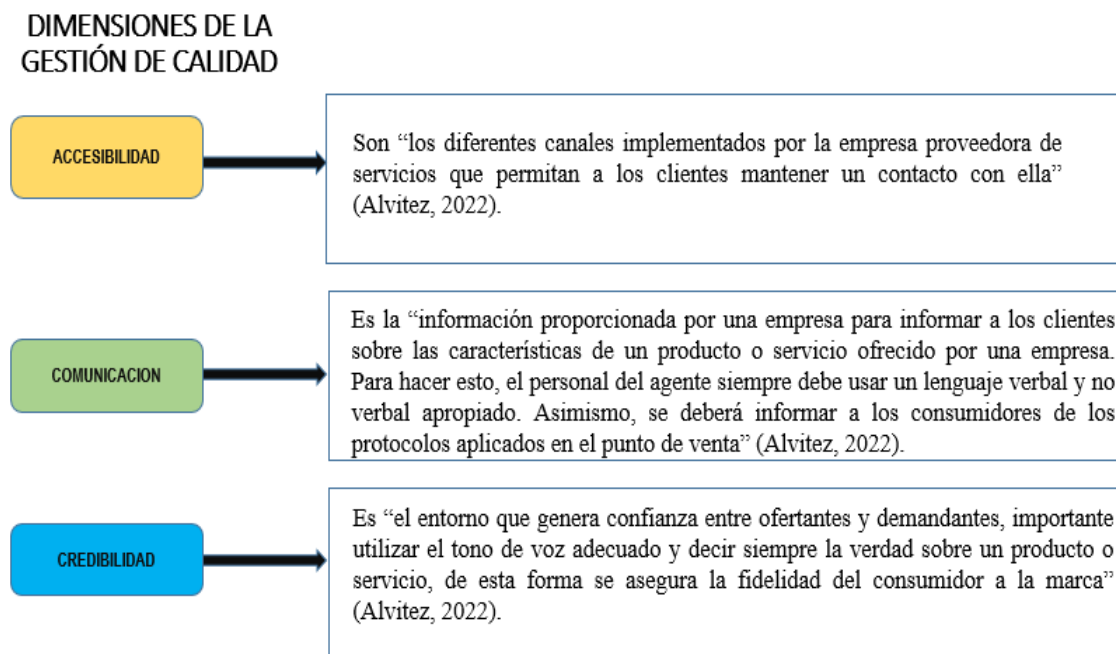 DIMENSIONES DE LA
GESTIÓN DE CALIDAD
ACCESIBILIDAD
Son “los diferentes canales implementados por la empresa proveedora de
servicios que permitan a los clientes mantener un contacto con ella”
(Alvitez, 2022).
COMUNICACION
Es la “información proporcionada por una empresa para informar a los clientes
sobre las características de un producto o servicio ofrecido por una empresa.
Para hacer esto, el personal del agente siempre debe usar un lenguaje verbal y no
verbal apropiado. Asimismo, se deberá informar a los consumidores de los
protocolos aplicados en el punto de venta” (Alvitez, 2022).
CREDIBILIDAD
Es “el entorno que genera confianza entre ofertantes y demandantes, importante
utilizar el tono de voz adecuado y decir siempre la verdad sobre un producto o
servicio, de esta forma se asegura la fidelidad del consumidor a la marca”
(Alvitez, 2022).